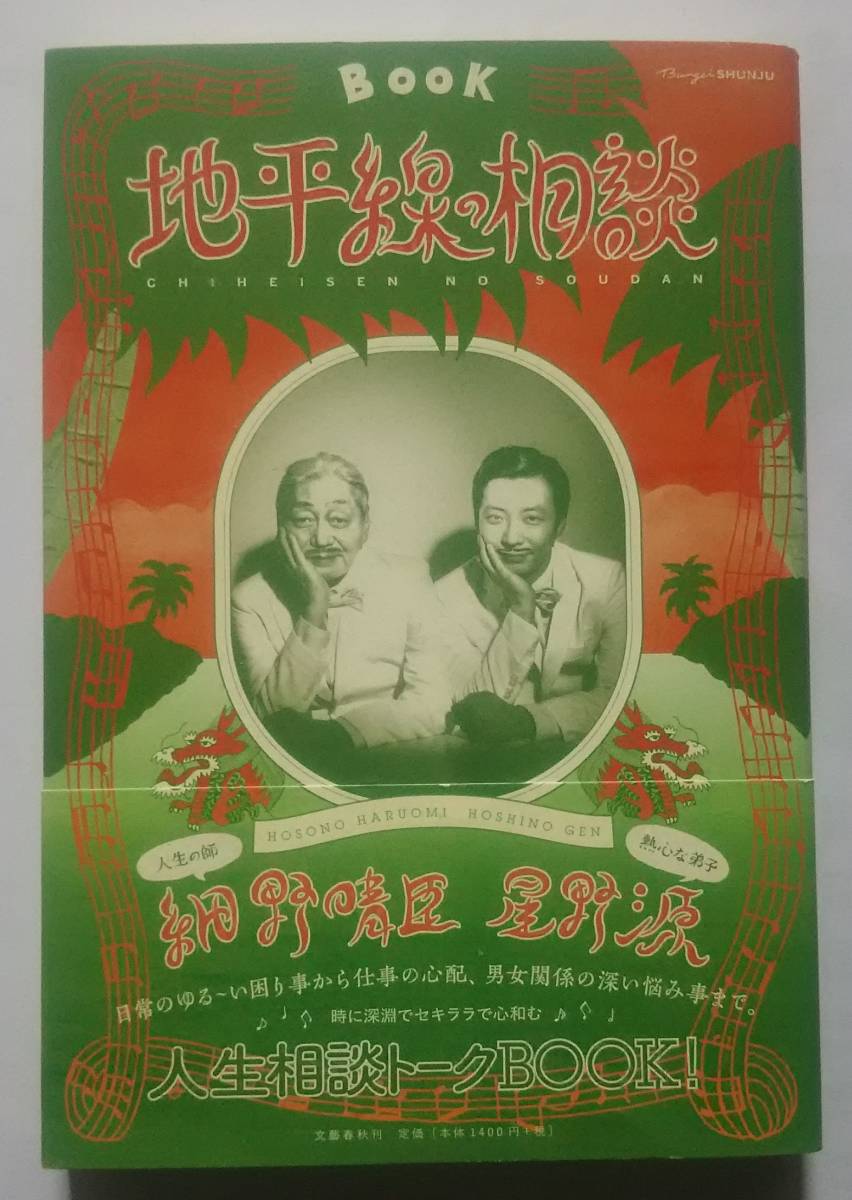 BOOK
Bungei SHUNJU
地平線の相談
CHIHEISEN NO SOUDAN
HOSONO HARUOMI HOSHINO GEN
人生の師
熱心な弟子
細野晴臣 星野源
日常のゆる～い困り事から仕事の心配、男女関係の深い悩み事まで。
時に深淵でセキララで心和む
人生相談トークBOOK!
文藝春秋刊 定価［本体1400円+税］